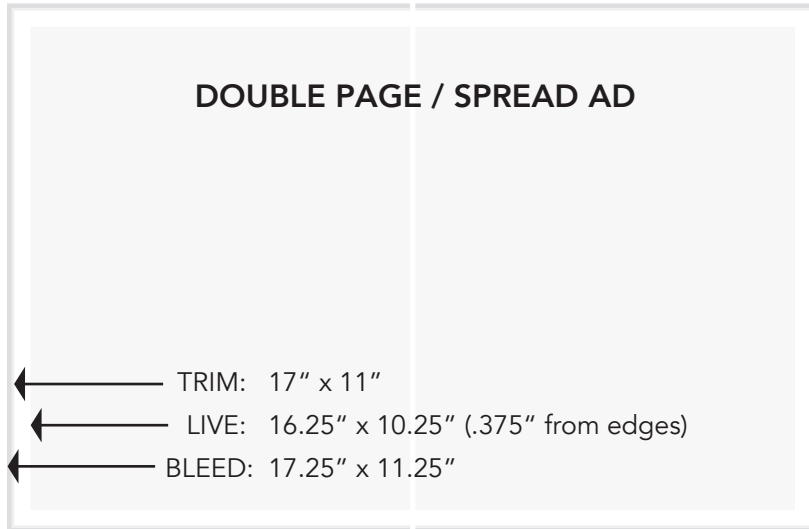 DOUBLE PAGE / SPREAD AD
TRIM: 17” x 11”
LIVE: 16.25” x 10.25” (.375” from edges)
BLEED: 17.25” x 11.25”